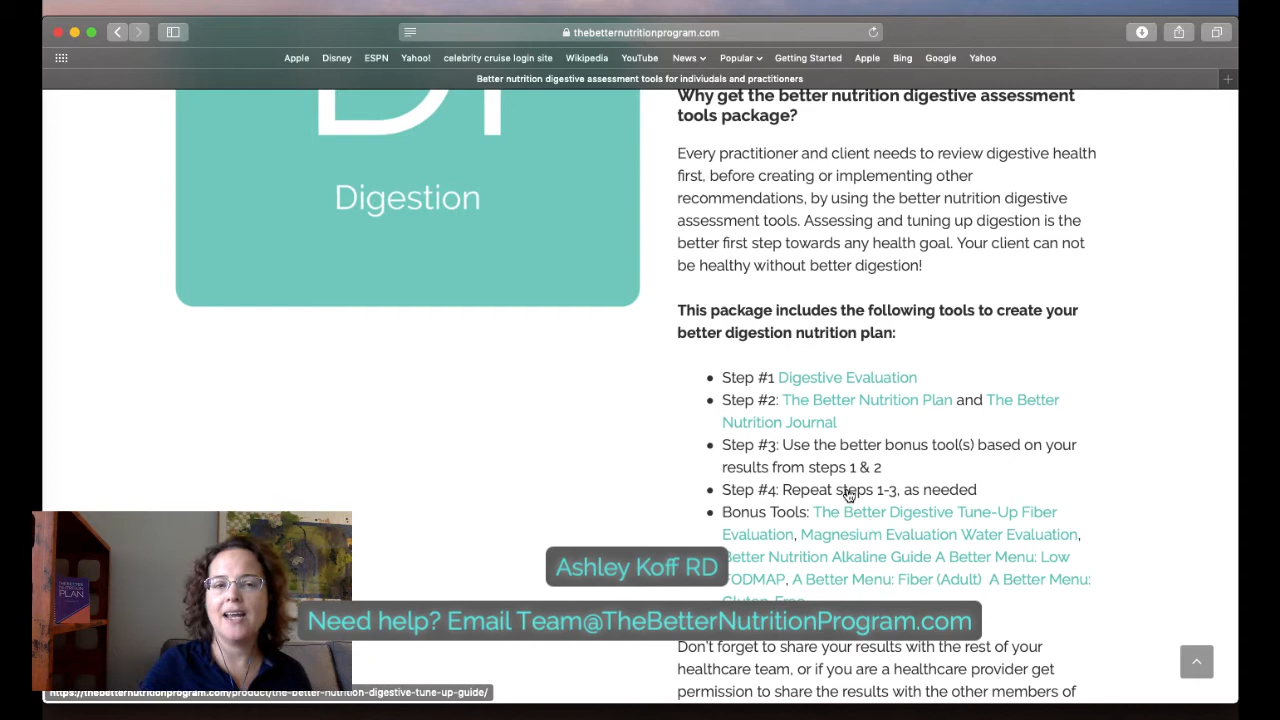 thebetternutritionprogram.com
Apple Disney ESPN Yahoo! celebrity cruise login site Wikipedia YouTube News Popular Getting Started Apple Bing Google Yahoo
Better nutrition digestive assessment tools for indiviudals and practitioners
DI
Digestion
Why get the better nutrition digestive assessment
tools package?
Every practitioner and client needs to review digestive health
first, before creating or implementing other
recommendations, by using the better nutrition digestive
assessment tools. Assessing and tuning up digestion is the
better first step towards any health goal. Your client can not
be healthy without better digestion!
This package includes the following tools to create your
better digestion nutrition plan:
Step #1 Digestive Evaluation
Step #2: The Better Nutrition Plan and The Better
Nutrition Journal
Step #3: Use the better bonus tool(s) based on your
results from steps 1 & 2
Step #4: Repeat steps 1-3, as needed
Bonus Tools: The Better Digestive Tune-Up Fiber
Evaluation, Magnesium Evaluation Water Evaluation,
Better Nutrition Alkaline Guide A Better Menu: Low
FODMAP, A Better Menu: Fiber (Adult) A Better Menu:
Gluten-Free
Ashley Koff RD
Need help? Email Team@TheBetterNutritionProgram.com
Don't forget to share your results with the rest of your
healthcare team, or if you are a healthcare provider get
permission to share the results with the other members of
THE BETTER
NUTRITION
PLAN
https://thebetternutritionprogram.com/product/the-better-nutrition-digestive-tune-up-guide/